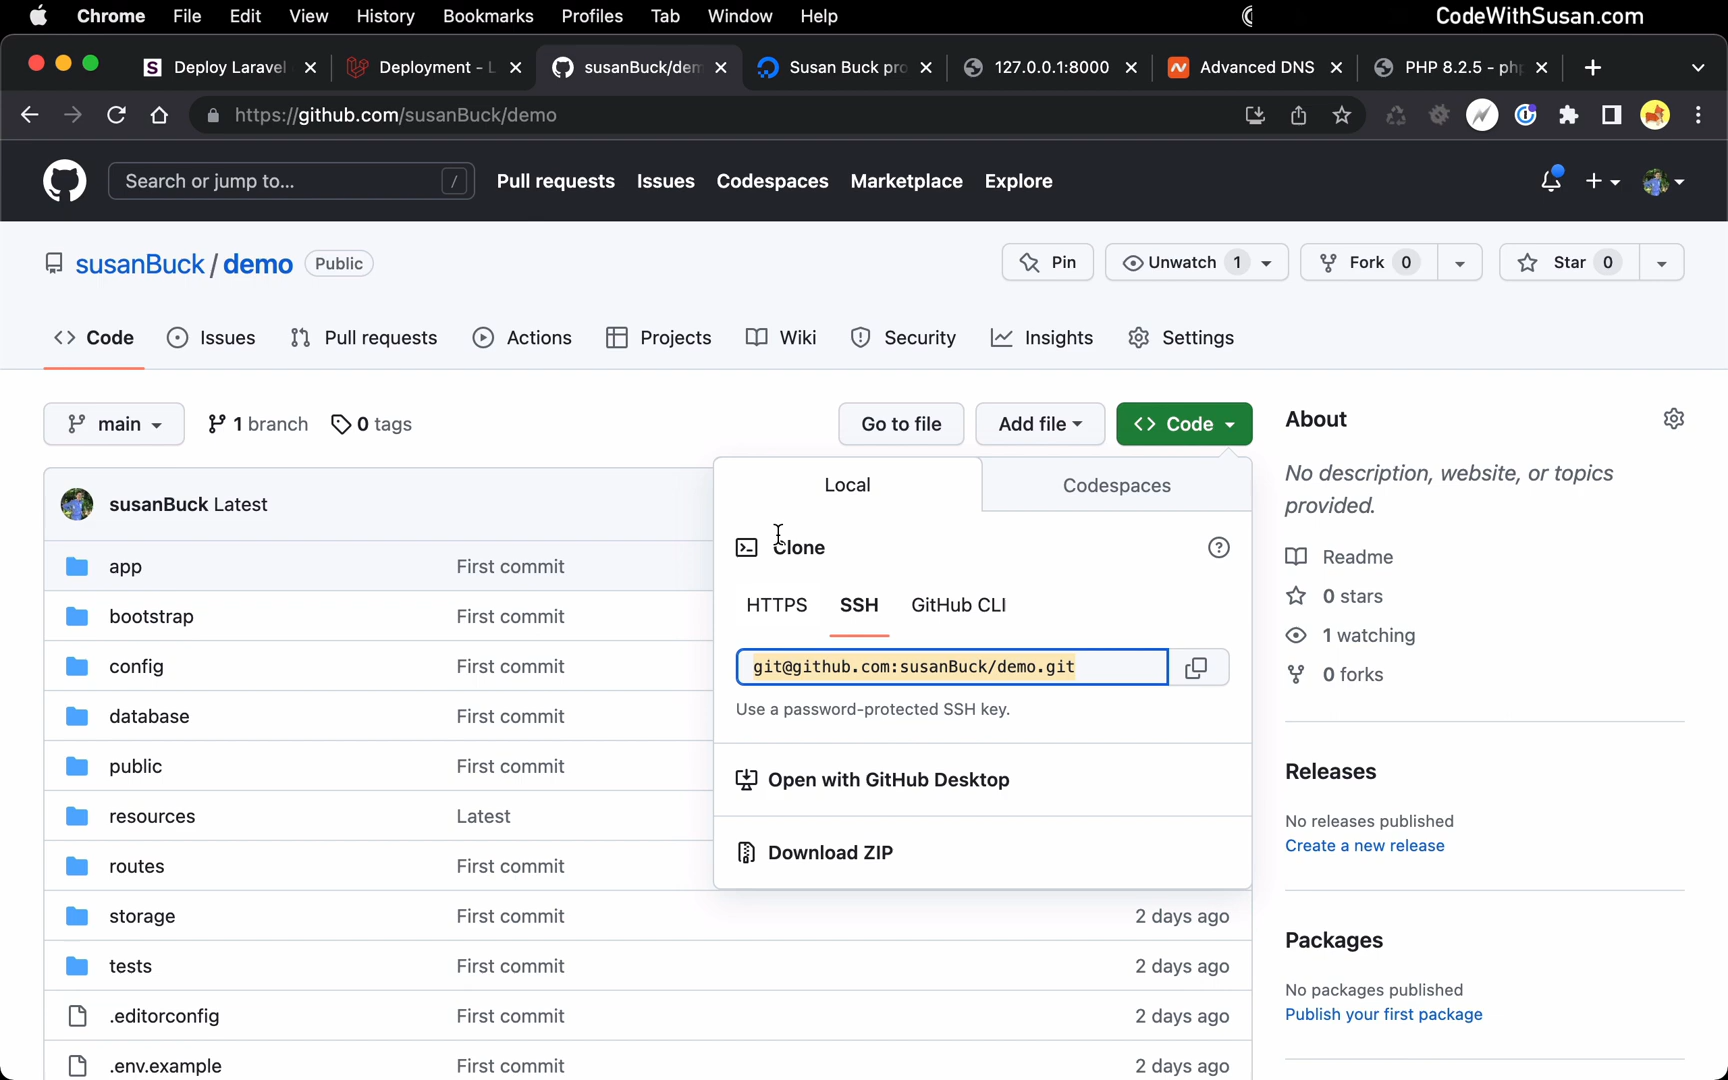 Chrome File Edit View History Bookmarks Profiles Tab Window Help CodeWithSusan.com
S Deploy Laravel Deployment - L susanBuck/dem Susan Buck pro 127.0.0.1:8000 Advanced DNS PHP 8.2.5 - ph
https://github.com/susanBuck/demo
Search or jump to... / Pull requests Issues Codespaces Marketplace Explore
susanBuck / demo Public Pin Unwatch 1 Fork 0 Star 0
Code Issues Pull requests Actions Projects Wiki Security Insights Settings
main 1 branch 0 tags Go to file Add file Code About
No description, website, or topics
provided.
Local Codespaces
susanBuck Latest
Clone
Readme
app First commit
0 stars
HTTPS SSH GitHub CLI
bootstrap First commit
1 watching
git@github.com:susanBuck/demo.git
config First commit
0 forks
Use a password-protected SSH key.
database First commit
Releases
public First commit
Open with GitHub Desktop
No releases published
resources Latest
Create a new release
routes First commit
Download ZIP
storage First commit 2 days ago
Packages
tests First commit 2 days ago
No packages published
.editorconfig First commit 2 days ago
Publish your first package
.env.example First commit 2 days ago